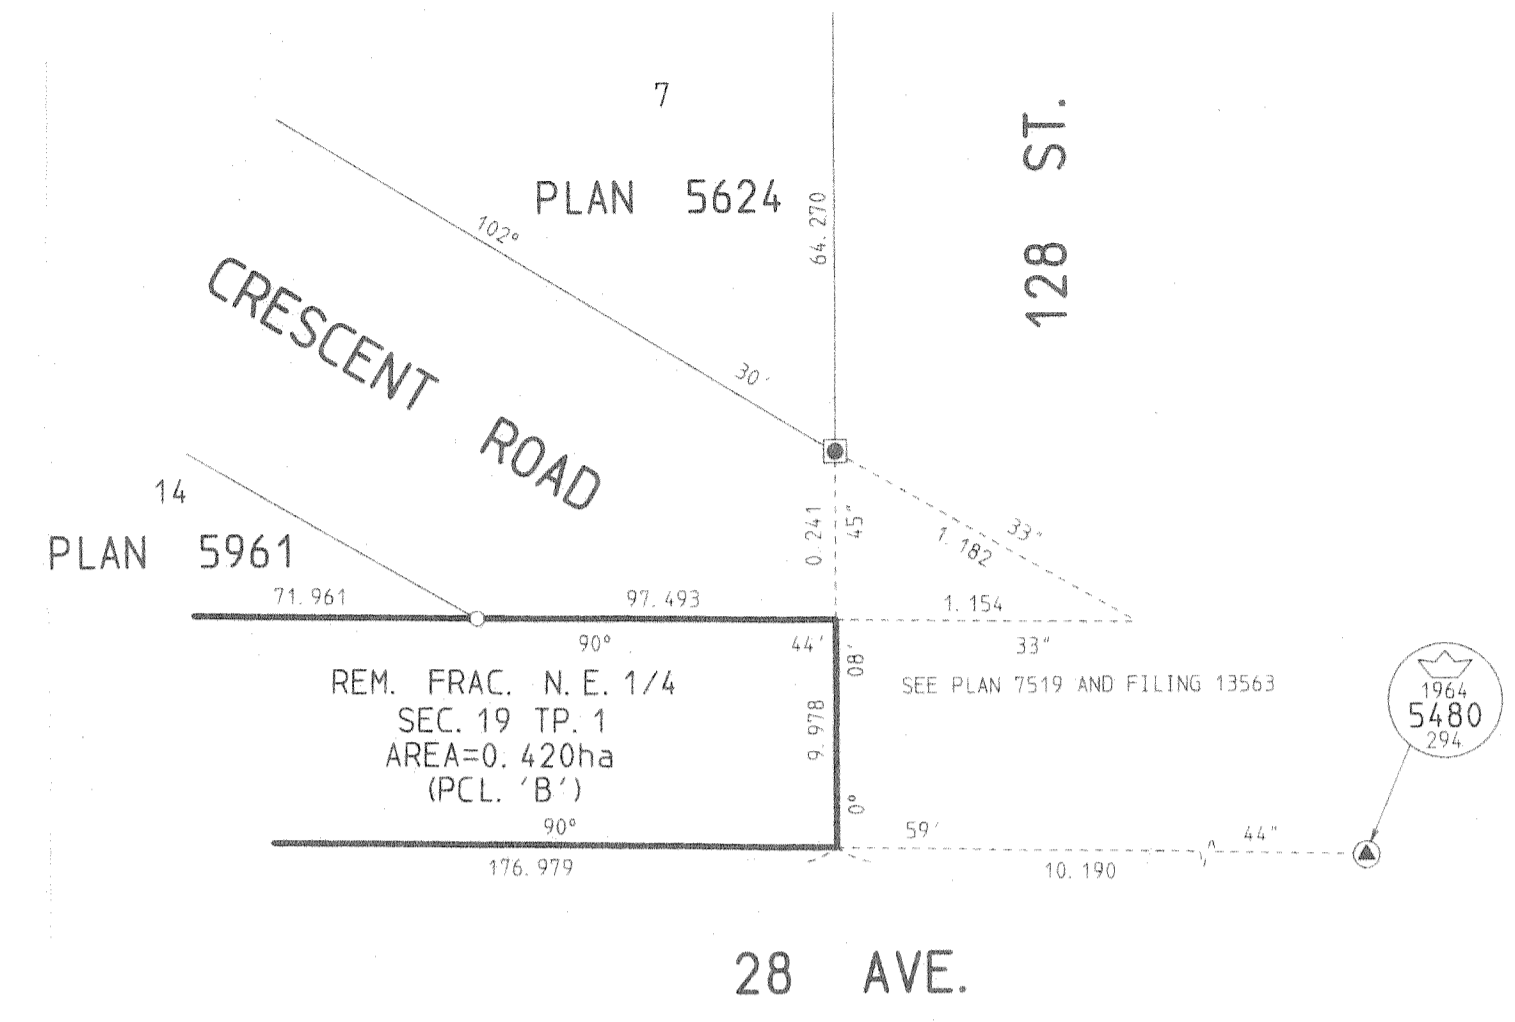 7
PLAN 5624
64.270
128 ST.
102°
30'
CRESCENT ROAD
14
PLAN 5961
0.241
45"
33"
1.182
71.961
97.493
1.154
90°
44'
08'
33"
REM. FRAC. N.E. 1/4
SEC. 19 TP. 1
AREA=0.420ha
(PCL. 'B')
SEE PLAN 7519 AND FILING 13563
9.978
0°
1964
5480
294
90°
59'
44"
176.979
10.190
28 AVE.